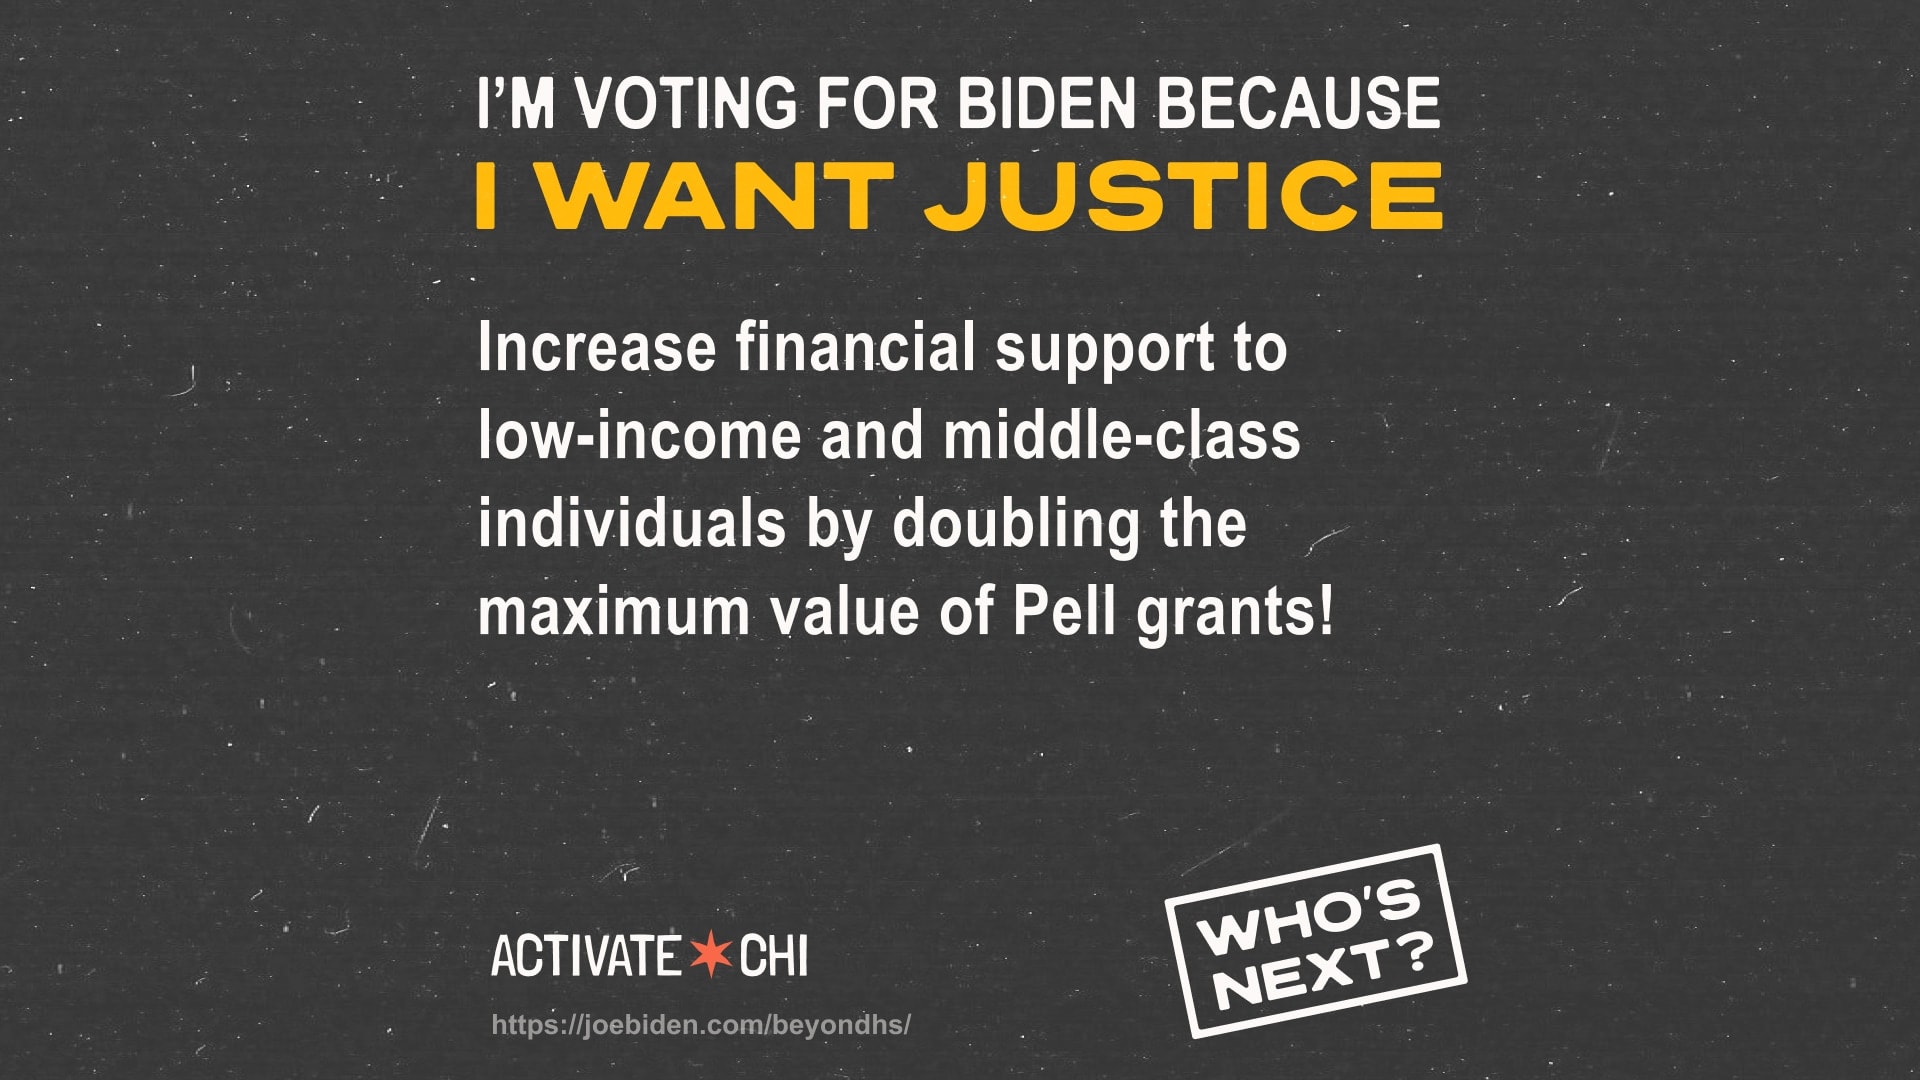 I'M VOTING FOR BIDEN BECAUSE
I WANT JUSTICE
Increase financial support to
low-income and middle-class
individuals by doubling the
maximum value of Pell grants!
ACTIVATE CHI
https://joebiden.com/beyondhs/
WHO'S
NEXT?